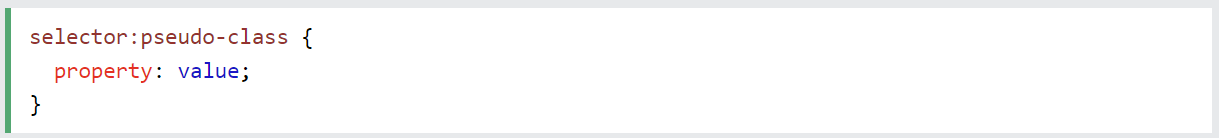 selector:pseudo-class {
  property: value;
}